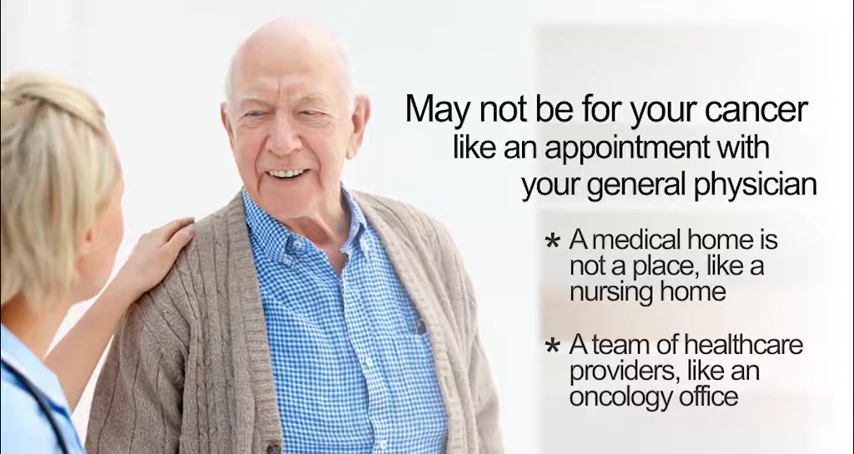 May not be for your cancer
like an appointment with
your general physician
* A medical home is
not a place, like a
nursing home
* A team of healthcare
providers, like an
oncology office